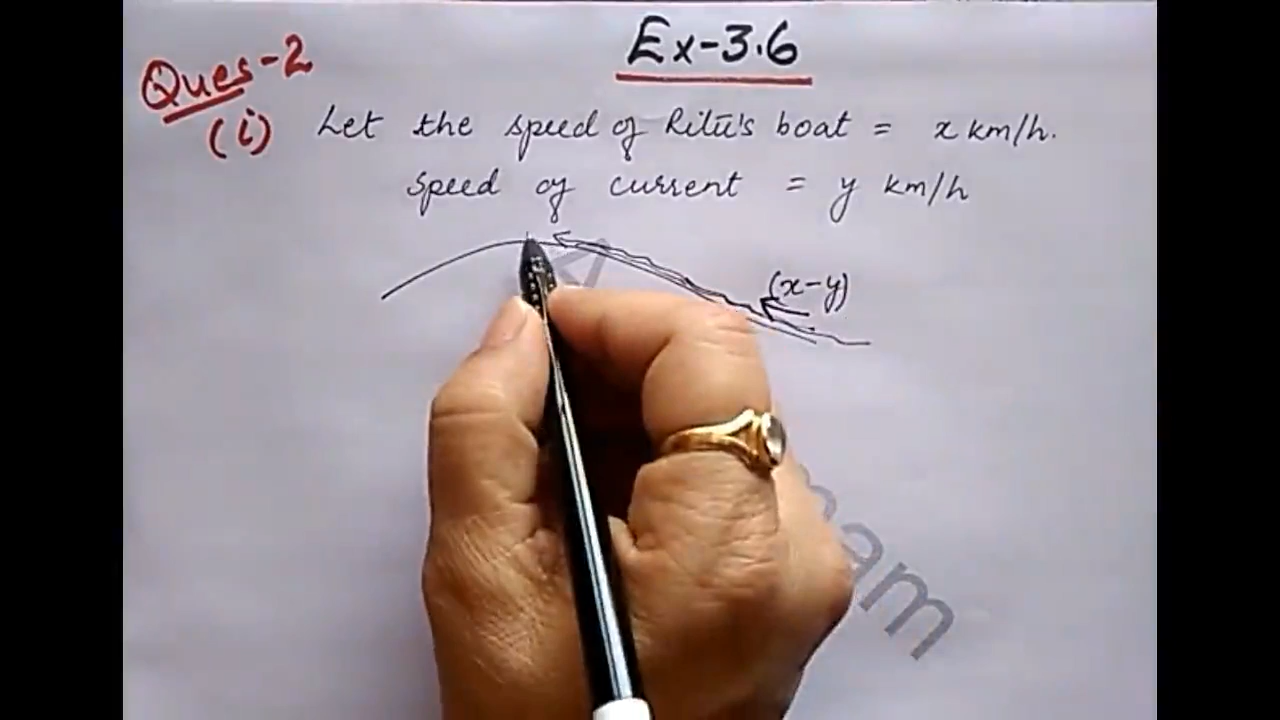 Ex-3.6
Ques-2
(i) Let the speed of Ritu's boat = x km/h.
speed of current = y km/h
(x-y)